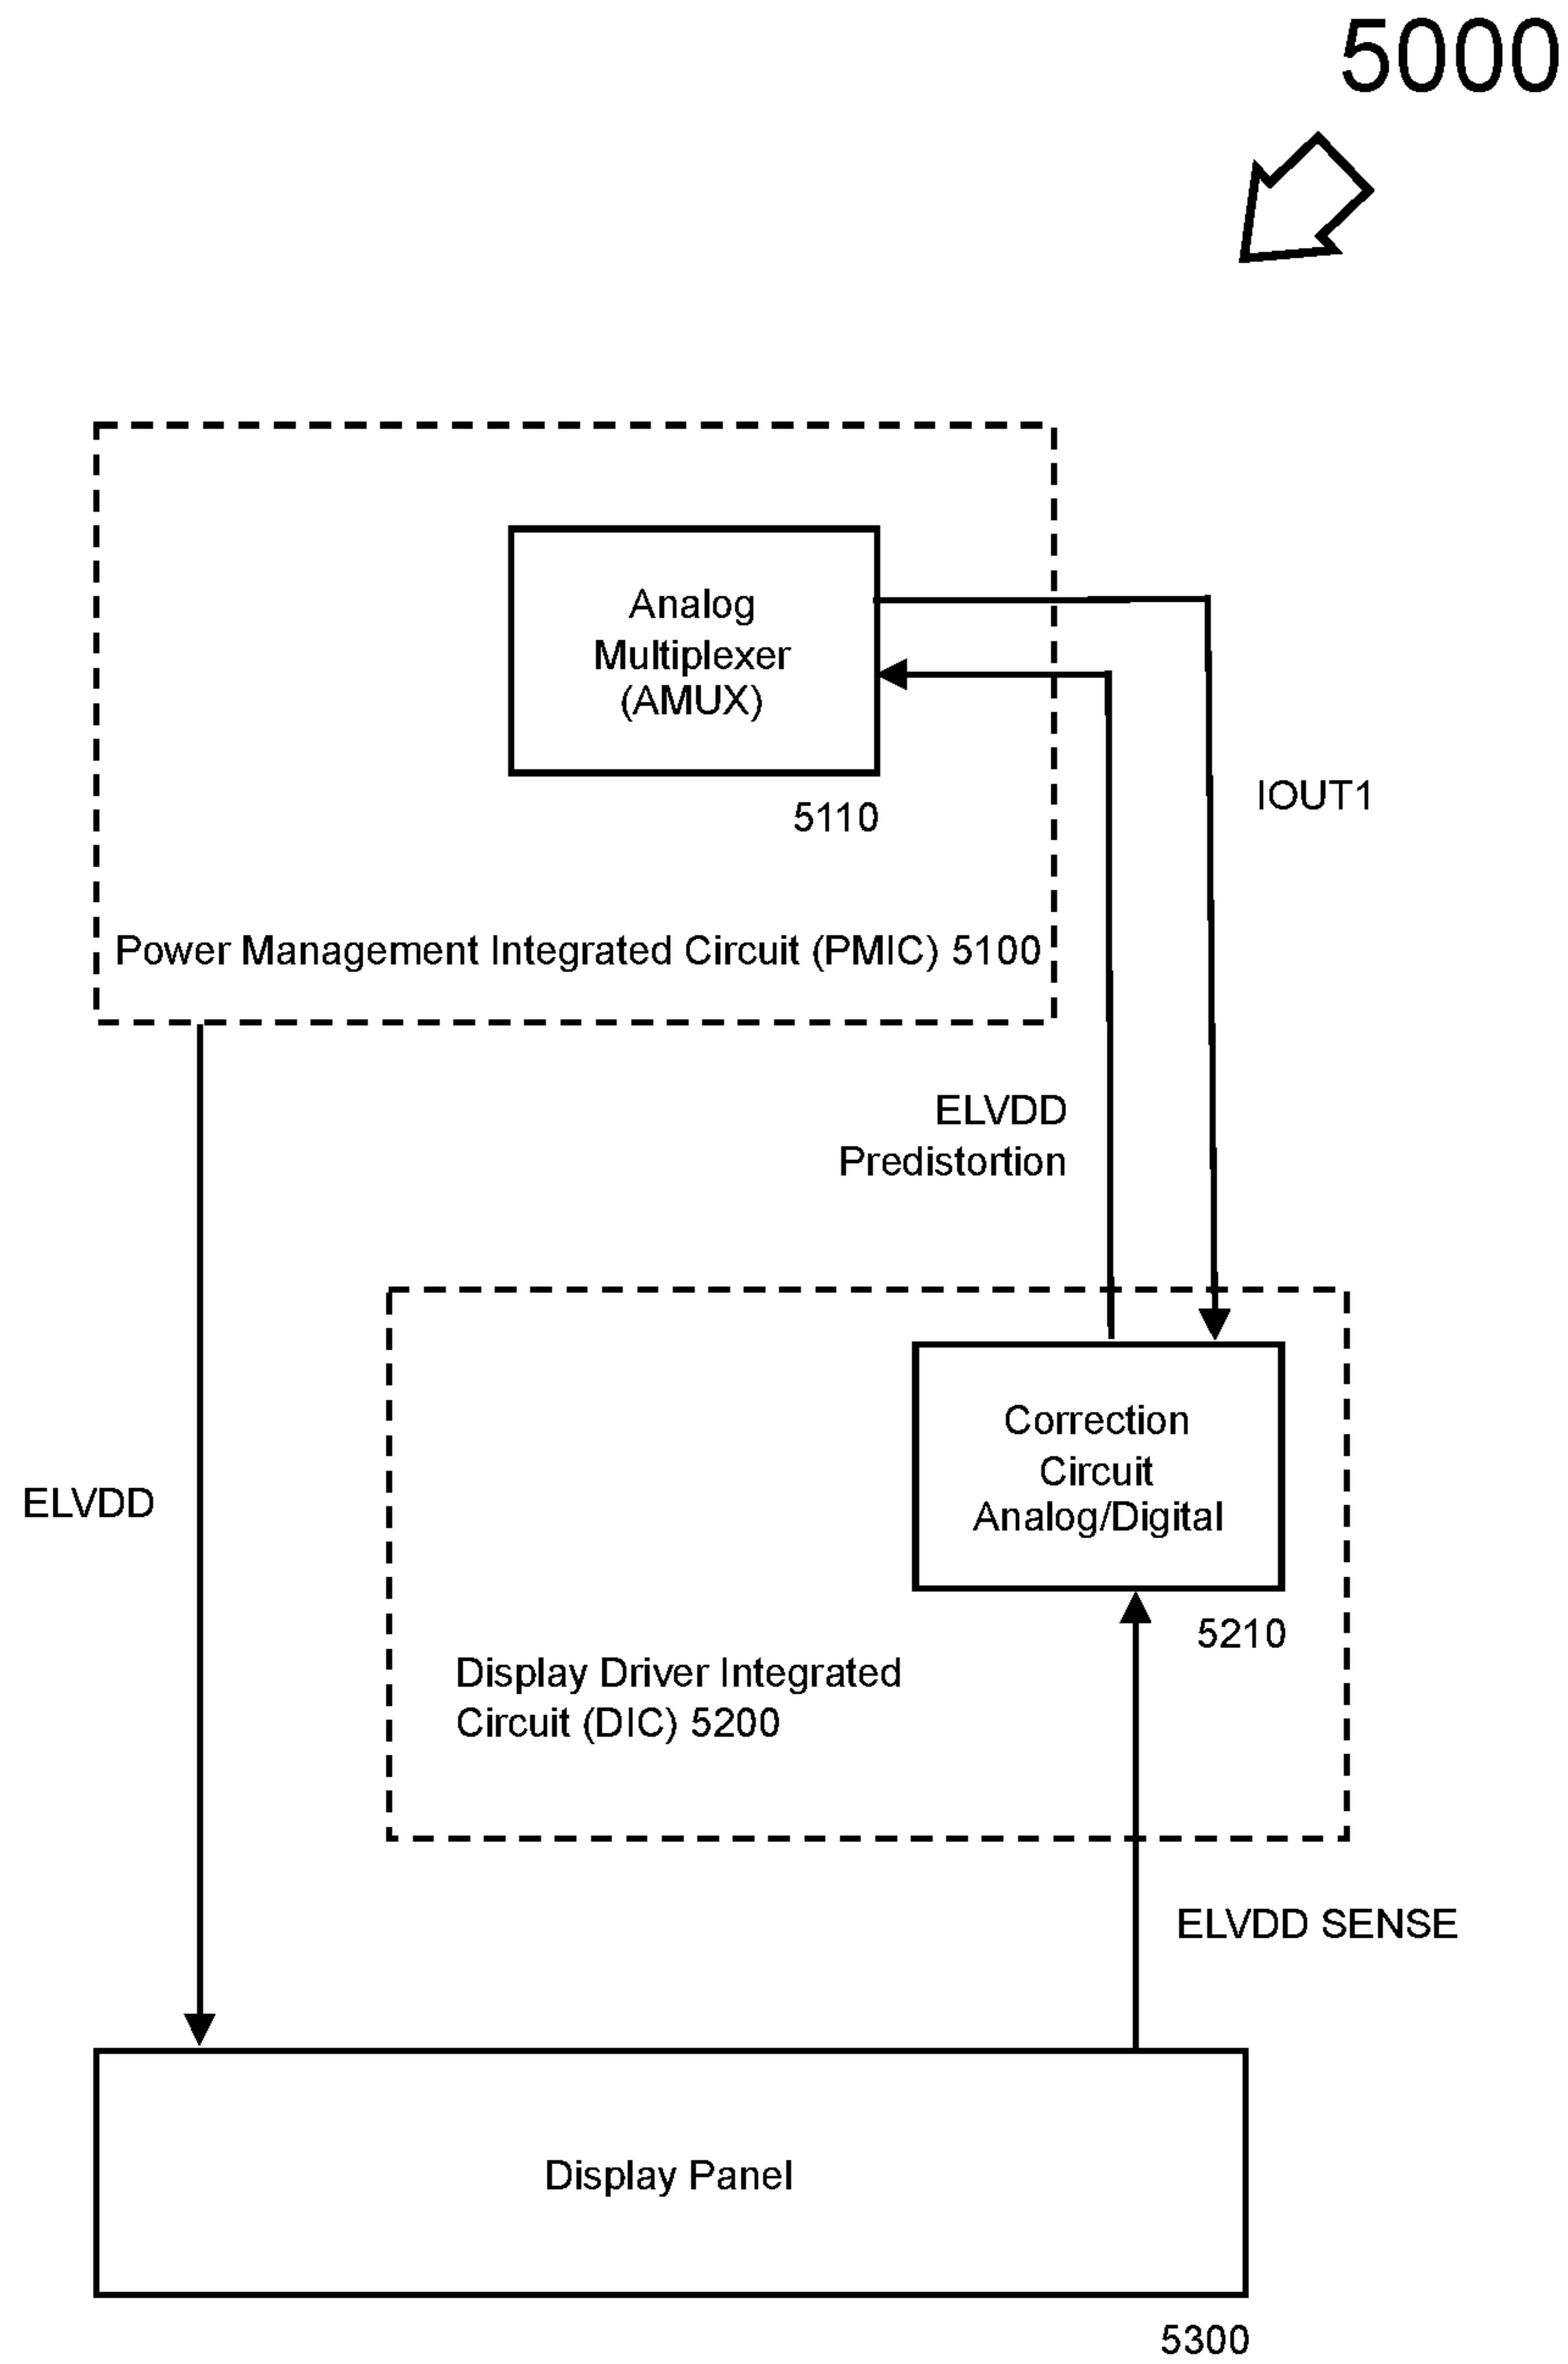 5000
Analog
Multiplexer
(AMUX)
5110
IOUT1
Power Management Integrated Circuit (PMIC) 5100
ELVDD
Predistortion
Correction
Circuit
Analog/Digital
ELVDD
5210
Display Driver Integrated
Circuit (DIC) 5200
ELVDD SENSE
Display Panel
5300